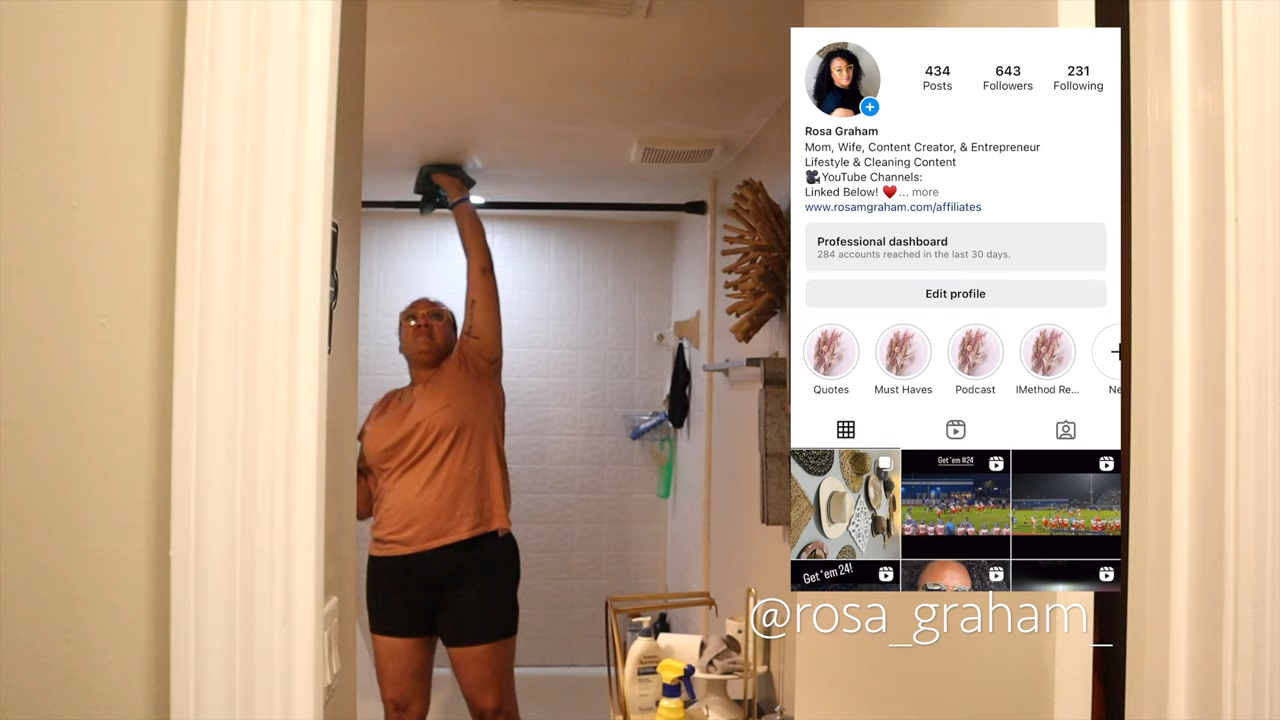 434 643 231
Posts Followers Following
Rosa Graham
Mom, Wife, Content Creator, & Entrepreneur
Lifestyle & Cleaning Content
🎥YouTube Channels:
Linked Below! ♥️... more
www.rosamgraham.com/affiliates
Professional dashboard
284 accounts reached in the last 30 days.
Edit profile
Quotes Must Haves Podcast IMethod Re... Ne
Get 'em #24
Get 'em 24!
@rosa_graham_